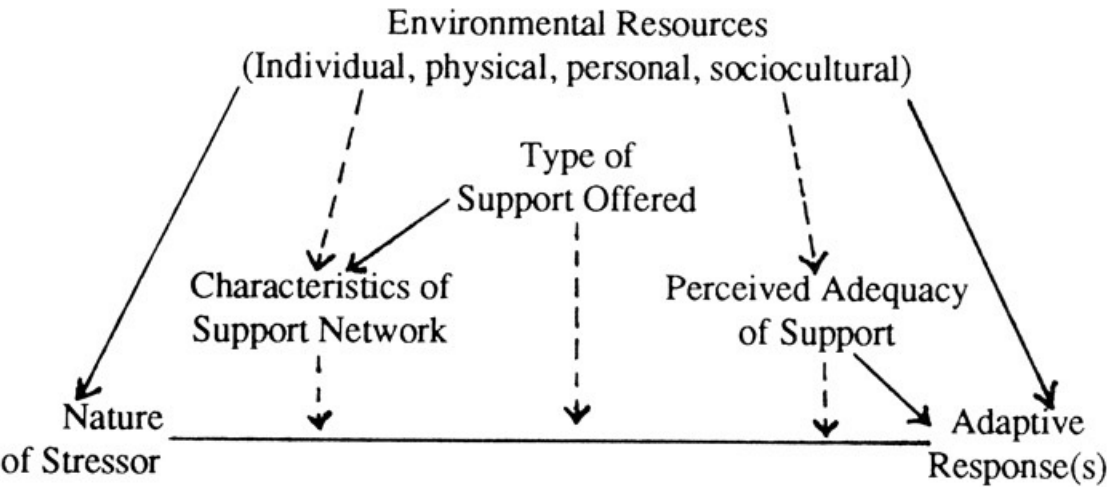 Environmental Resources
(Individual, physical, personal, sociocultural)
Type of
Support Offered
Characteristics of
Support Network
Perceived Adequacy
of Support
Nature
of Stressor
Adaptive
Response(s)